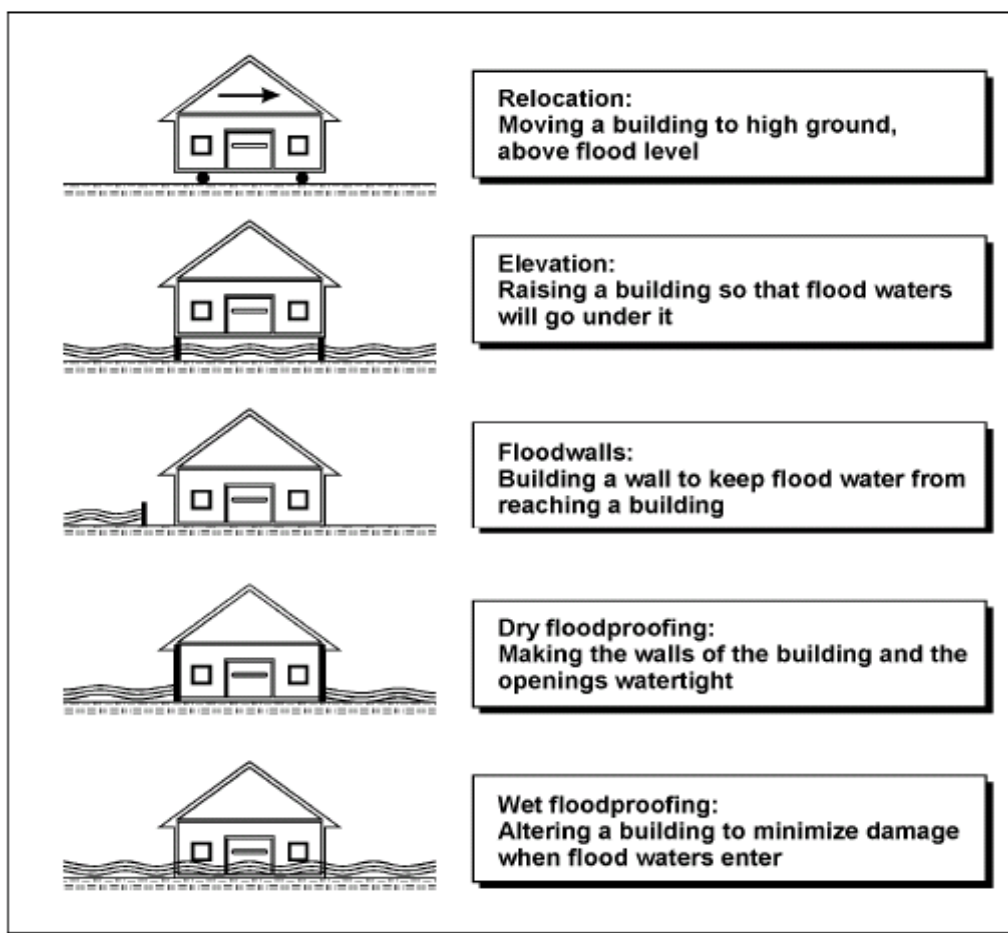 Relocation:
Moving a building to high ground,
above flood level
Elevation:
Raising a building so that flood waters
will go under it
Floodwalls:
Building a wall to keep flood water from
reaching a building
Dry floodproofing:
Making the walls of the building and the
openings watertight
Wet floodproofing:
Altering a building to minimize damage
when flood waters enter